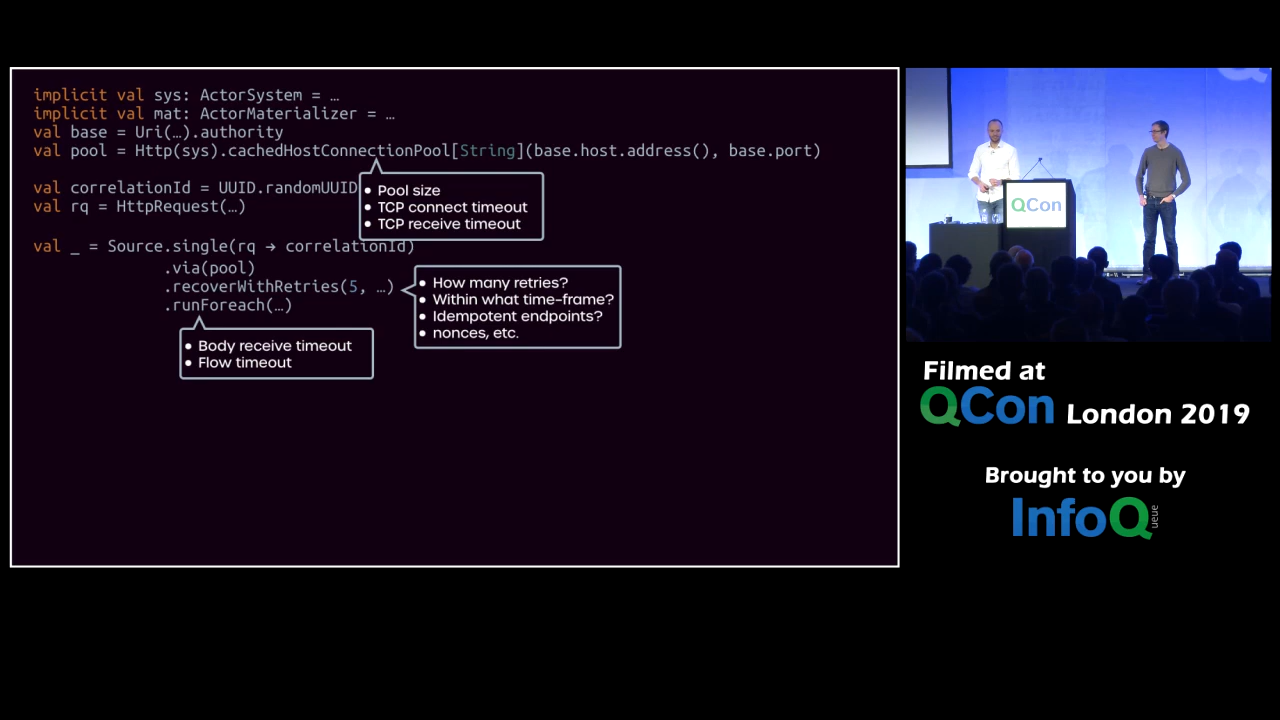 implicit val sys: ActorSystem = …
implicit val mat: ActorMaterializer = …
val base = Uri(…).authority
val pool = Http(sys).cachedHostConnectionPool[String](base.host.address(), base.port)
val correlationId = UUID.randomUUID
val rq = HttpRequest(…)
• Pool size
• TCP connect timeout
• TCP receive timeout
val _ = Source.single(rq → correlationId)
.via(pool)
.recoverWithRetries(5, …)
.runForeach(…)
• How many retries?
• Within what time-frame?
• Idempotent endpoints?
• nonces, etc.
• Body receive timeout
• Flow timeout
QCon
Filmed at
QCon London 2019
Brought to you by
InfoQueue